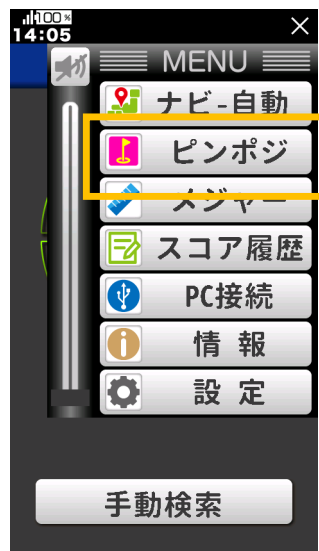 100%
14:05
MENU
ナビ-自動
ピンポジ
メジャー
スコア履歴
PC接続
情 報
設 定
手動検索